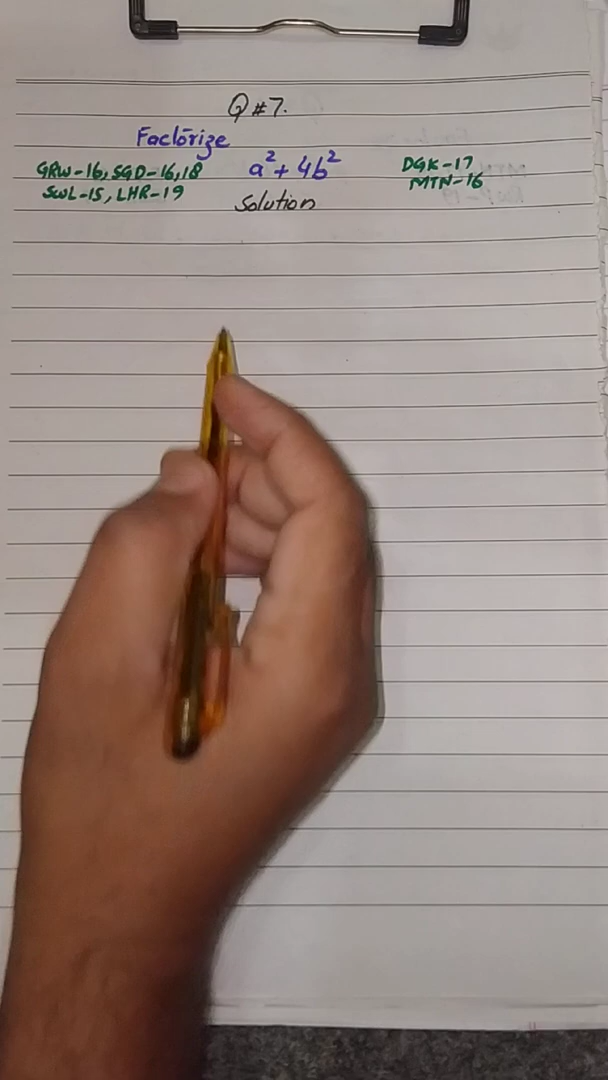 Q#7.
Factorize
GRW-16, SGD-16,18 a²+4b² DGK-17
SWL-15, LHR-19 MTN-16
Solution